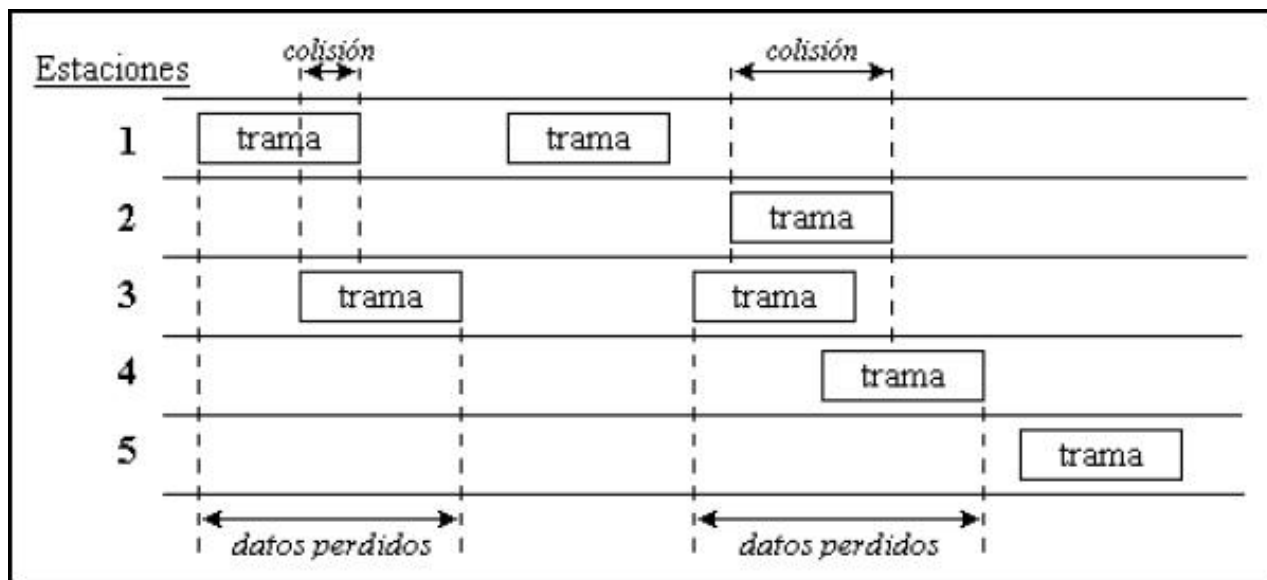 colisión colisión
Estaciones
1 trama trama
2 trama
3 trama trama
4 trama
5 trama
datos perdidos datos perdidos